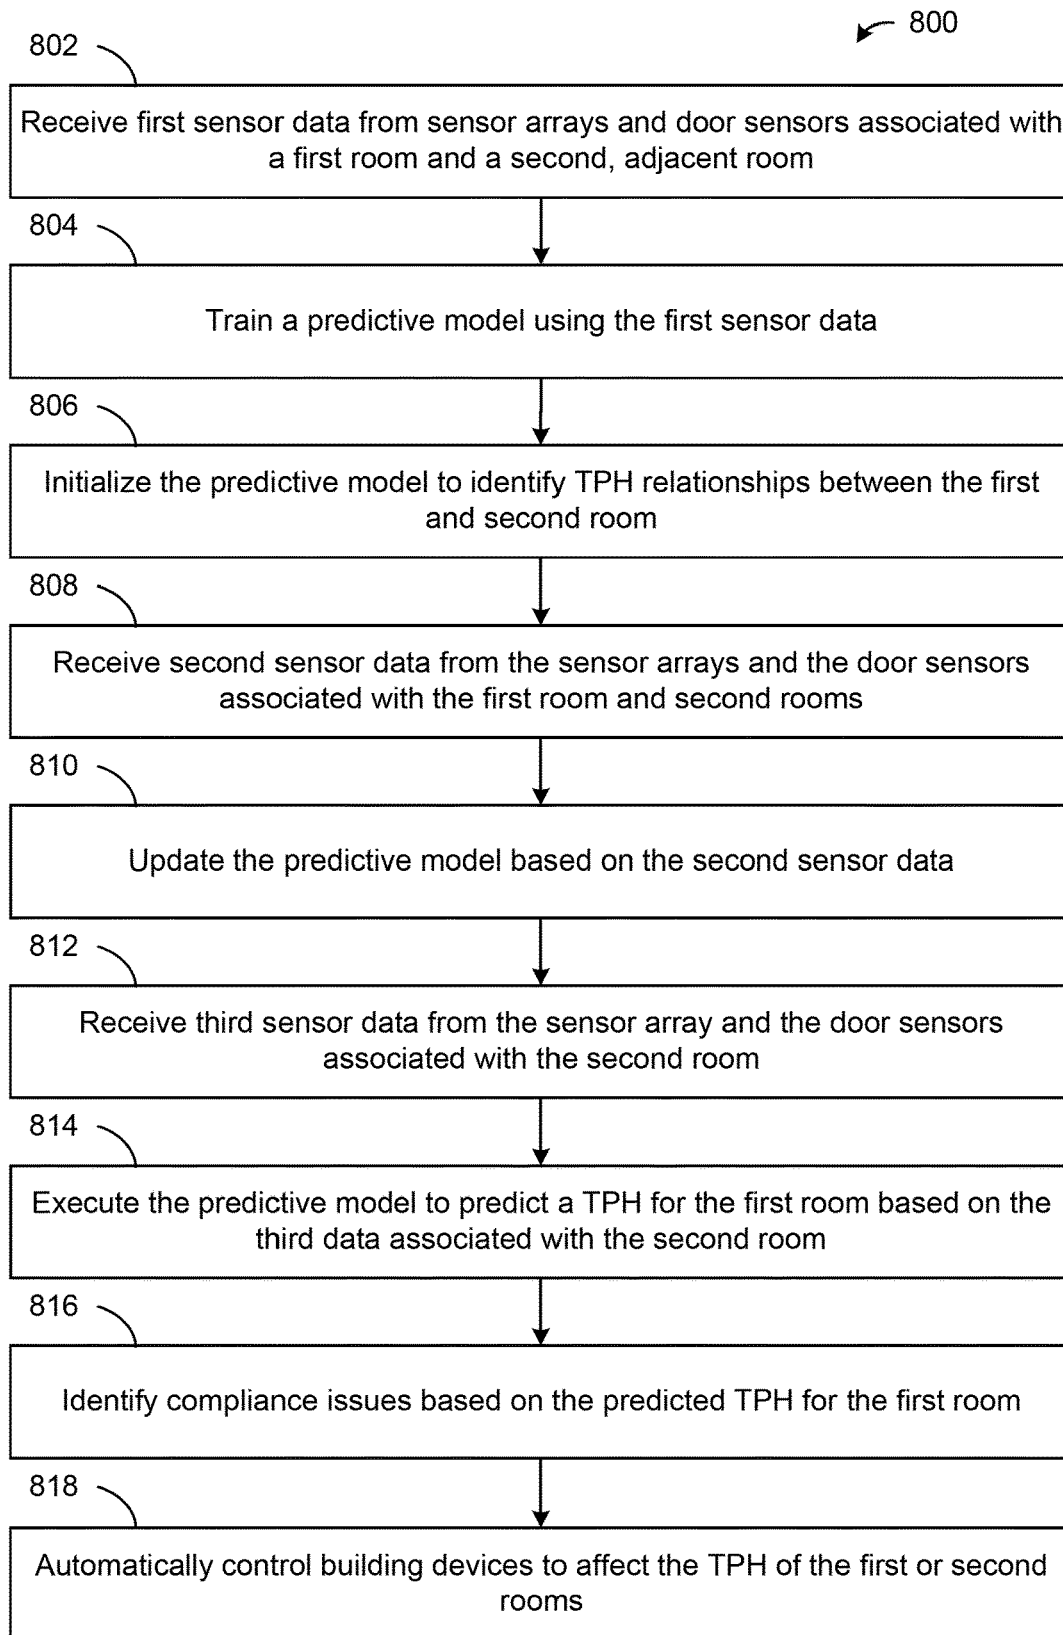 800
802
Receive first sensor data from sensor arrays and door sensors associated with
a first room and a second, adjacent room
804
Train a predictive model using the first sensor data
806
Initialize the predictive model to identify TPH relationships between the first
and second room
808
Receive second sensor data from the sensor arrays and the door sensors
associated with the first room and second rooms
810
Update the predictive model based on the second sensor data
812
Receive third sensor data from the sensor array and the door sensors
associated with the second room
814
Execute the predictive model to predict a TPH for the first room based on the
third data associated with the second room
816
Identify compliance issues based on the predicted TPH for the first room
818
Automatically control building devices to affect the TPH of the first or second
rooms